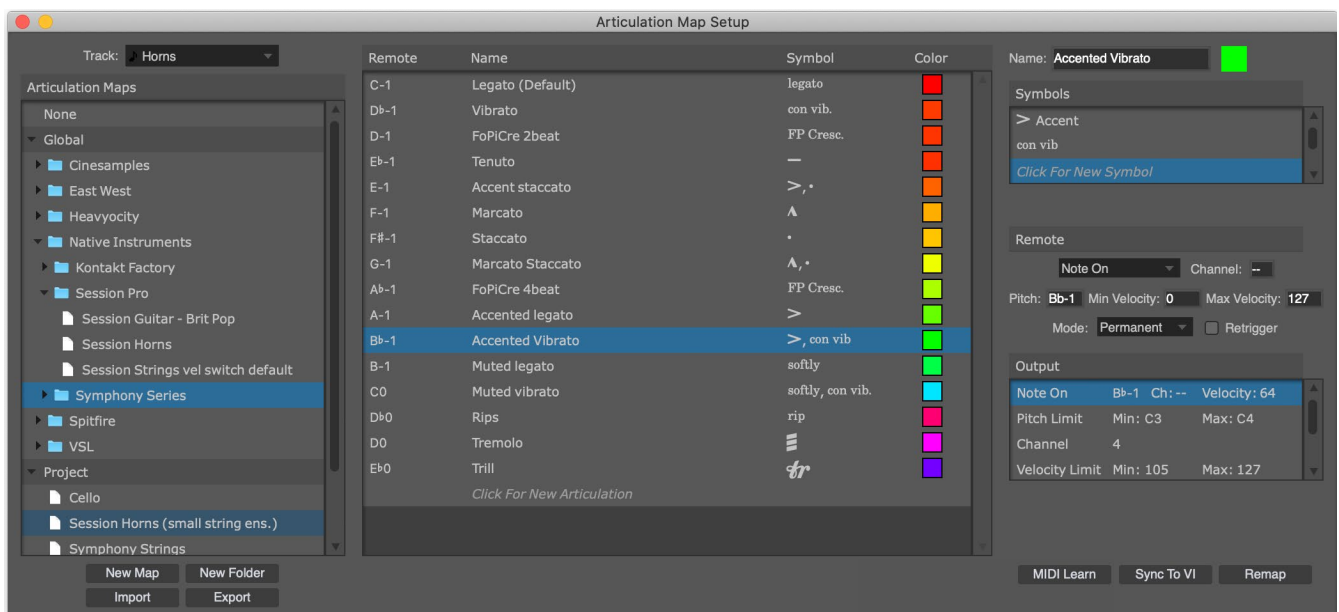 Articulation Map Setup
Track: Horns
Articulation Maps
None
Global
Cinesamples
East West
Heavyocity
Native Instruments
Kontakt Factory
Session Pro
Session Guitar - Brit Pop
Session Horns
Session Strings vel switch default
Symphony Series
Spitfire
VSL
Project
Cello
Session Horns (small string ens.)
Symphony Strings
New Map New Folder
Import Export
Remote Name Symbol Color
C-1 Legato (Default) legato
D♭-1 Vibrato con vib.
D-1 FoPiCre 2beat FP Cresc.
E♭-1 Tenuto –
E-1 Accent staccato >,·
F-1 Marcato ʌ
F#-1 Staccato ·
G-1 Marcato Staccato ʌ,·
A♭-1 FoPiCre 4beat FP Cresc.
A-1 Accented legato >
B♭-1 Accented Vibrato >, con vib
B-1 Muted legato softly
C0 Muted vibrato softly, con vib.
D♭0 Rips rip
D0 Tremolo
E♭0 Trill tr
Click For New Articulation
Name: Accented Vibrato
Symbols
> Accent
con vib
Click For New Symbol
Remote
Note On Channel: --
Pitch: Bb-1 Min Velocity: 0 Max Velocity: 127
Mode: Permanent Retrigger
Output
Note On B♭-1 Ch: -- Velocity: 64
Pitch Limit Min: C3 Max: C4
Channel 4
Velocity Limit Min: 105 Max: 127
MIDI Learn Sync To VI Remap